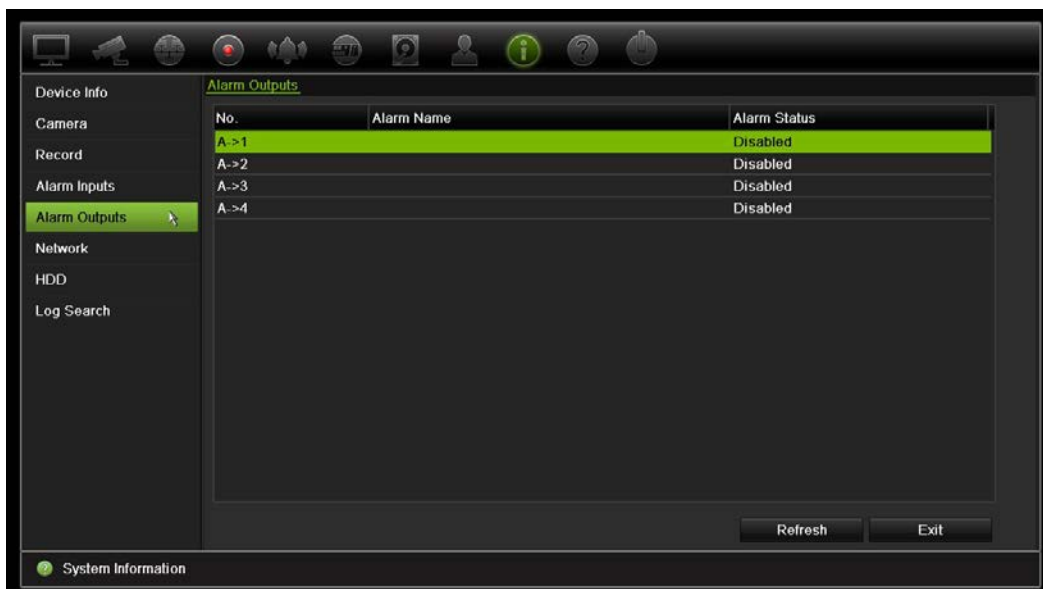 Device Info
Camera
Record
Alarm Inputs
Alarm Outputs
Network
HDD
Log Search
Alarm Outputs
No. Alarm Name Alarm Status
A->1 Disabled
A->2 Disabled
A->3 Disabled
A->4 Disabled
Refresh Exit
System Information